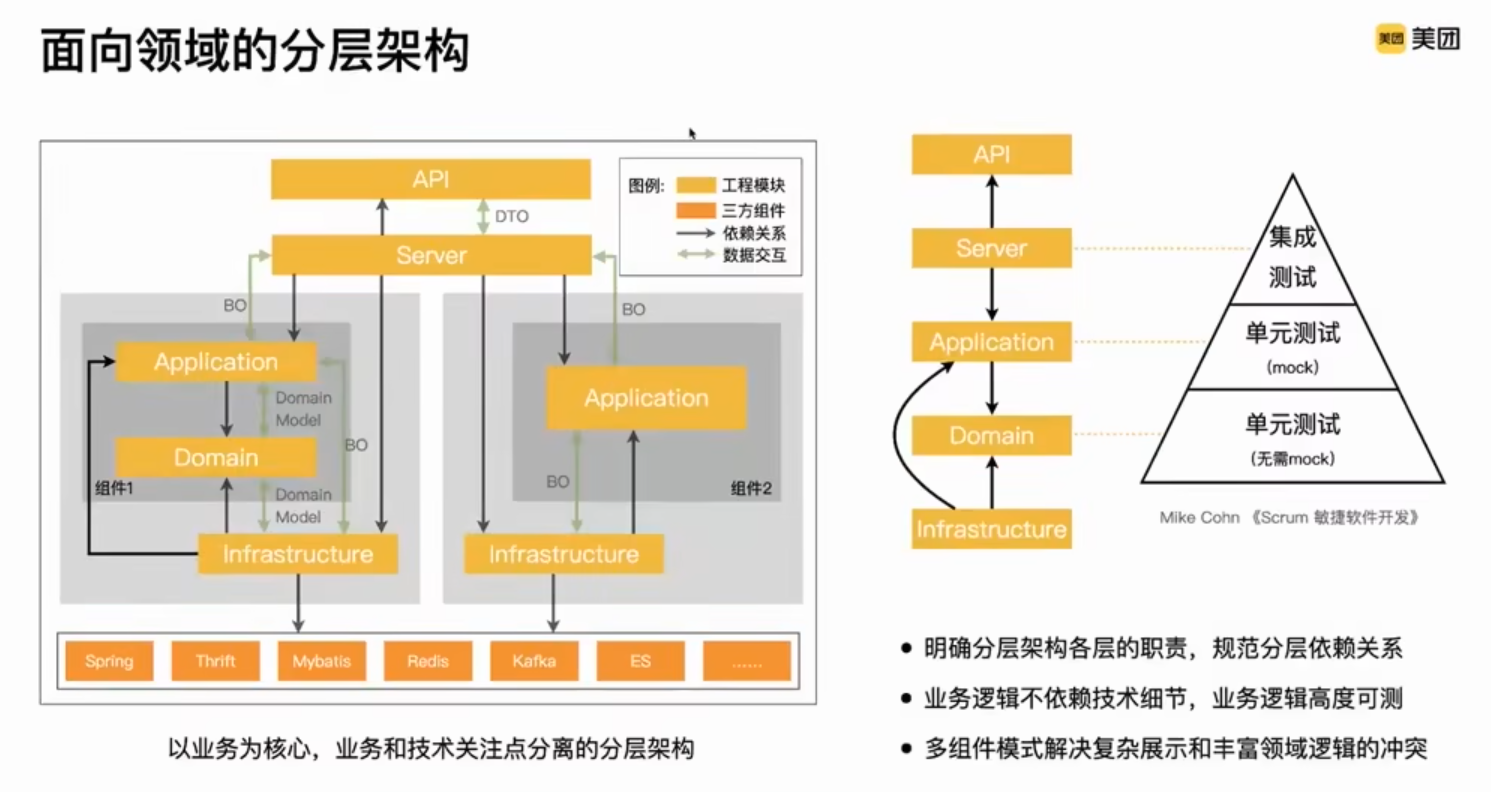 面向领域的分层架构
美团 美团
API
图例:
工程模块
三方组件
依赖关系
数据交互
DTO
Server
BO
BO
Application
Application
Domain
Model
BO
Domain
组件1
Domain
Model
BO
组件2
Infrastructure
Infrastructure
Spring
Thrift
Mybatis
Redis
Kafka
ES
......
以业务为核心，业务和技术关注点分离的分层架构
API
Server
Application
Domain
Infrastructure
集成
测试
单元测试
(mock)
单元测试
(无需mock)
Mike Cohn 《Scrum 敏捷软件开发》
• 明确分层架构各层的职责，规范分层依赖关系
• 业务逻辑不依赖技术细节，业务逻辑高度可测
• 多组件模式解决复杂展示和丰富领域逻辑的冲突